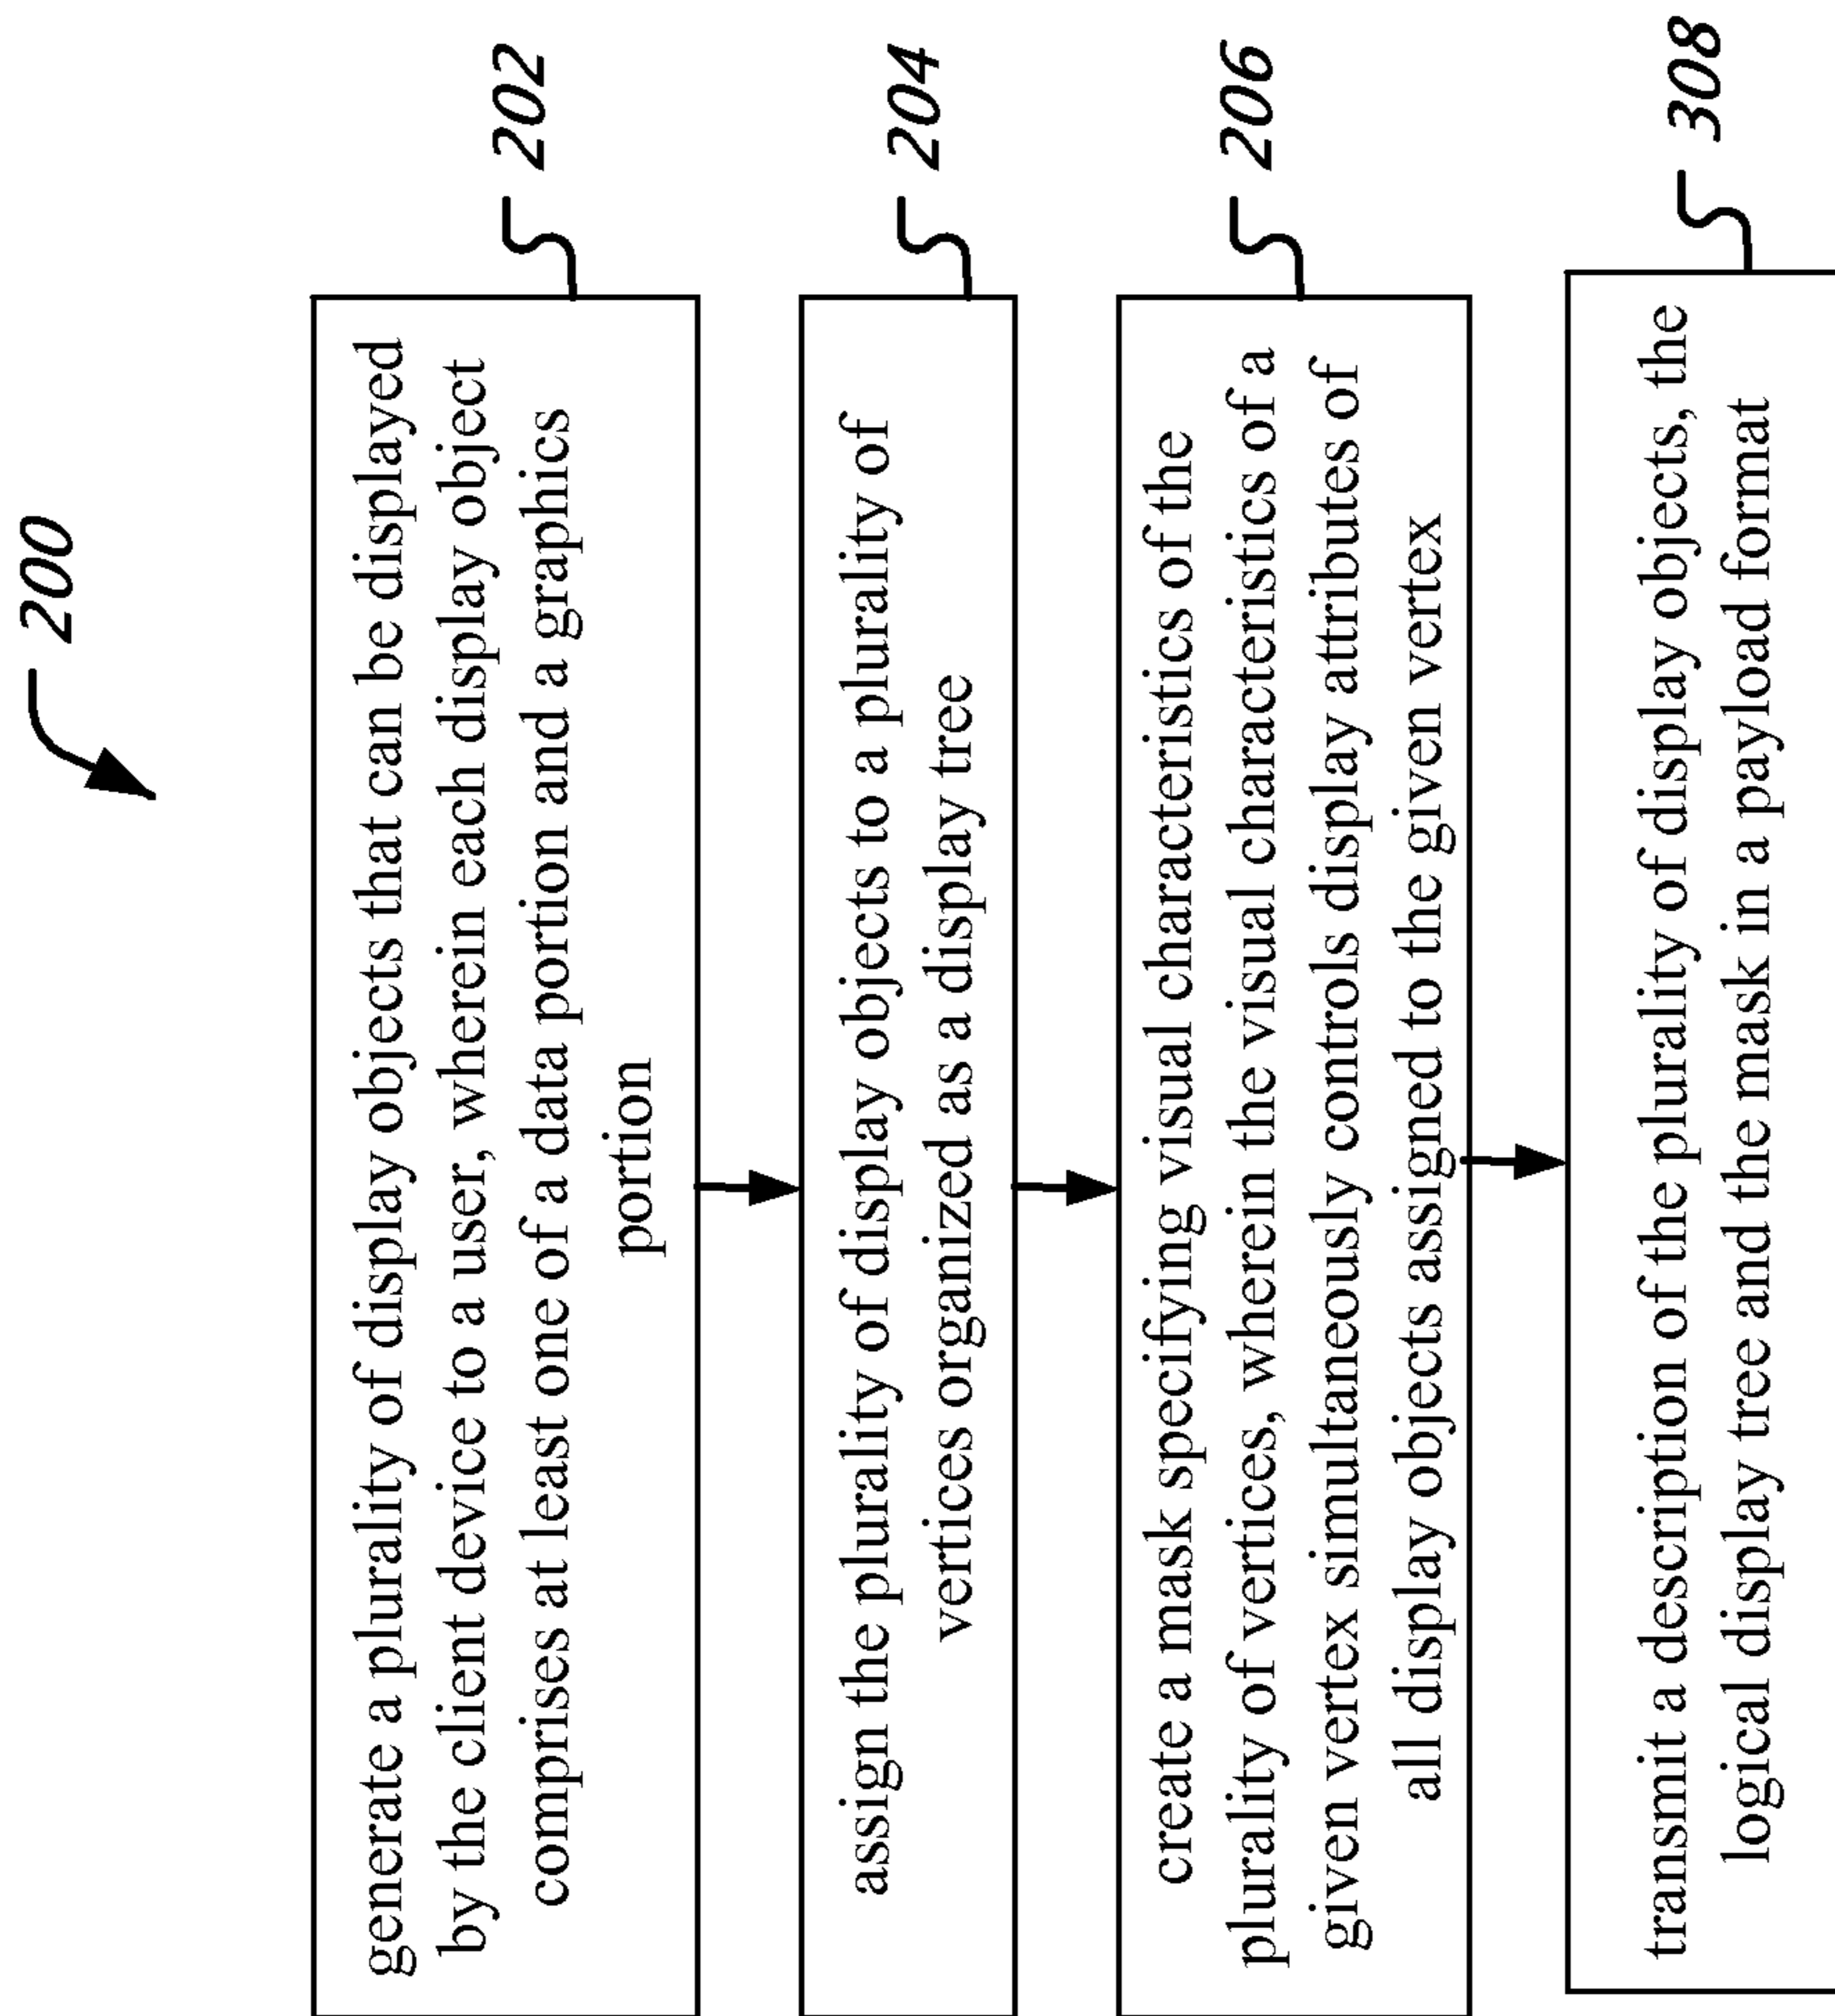 200
generate a plurality of display objects that can be displayed
by the client device to a user, wherein each display object
comprises at least one of a data portion and a graphics
portion
202
assign the plurality of display objects to a plurality of
vertices organized as a display tree
204
create a mask specifying visual characteristics of the
plurality of vertices, wherein the visual characteristics of a
given vertex simultaneously controls display attributes of
all display objects assigned to the given vertex
206
transmit a description of the plurality of display objects, the
logical display tree and the mask in a payload format
308